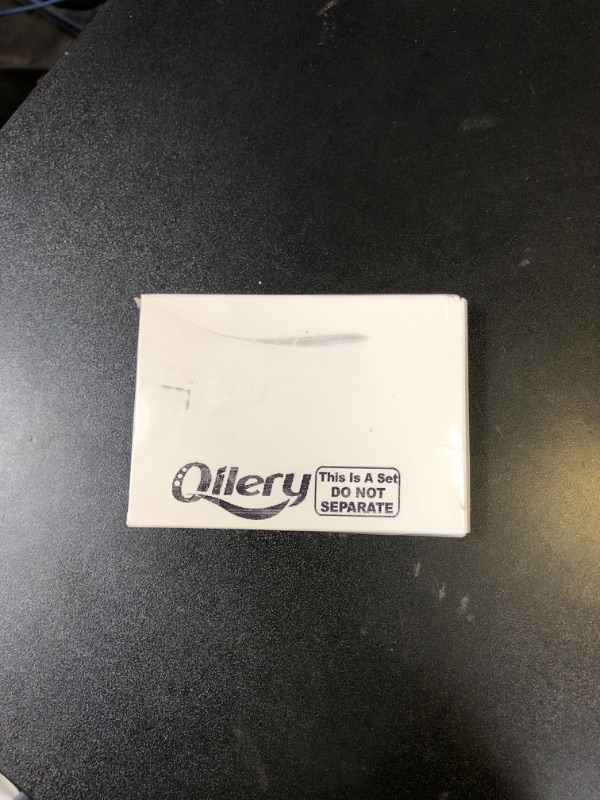 Qilery
This Is A Set
DO NOT
SEPARATE